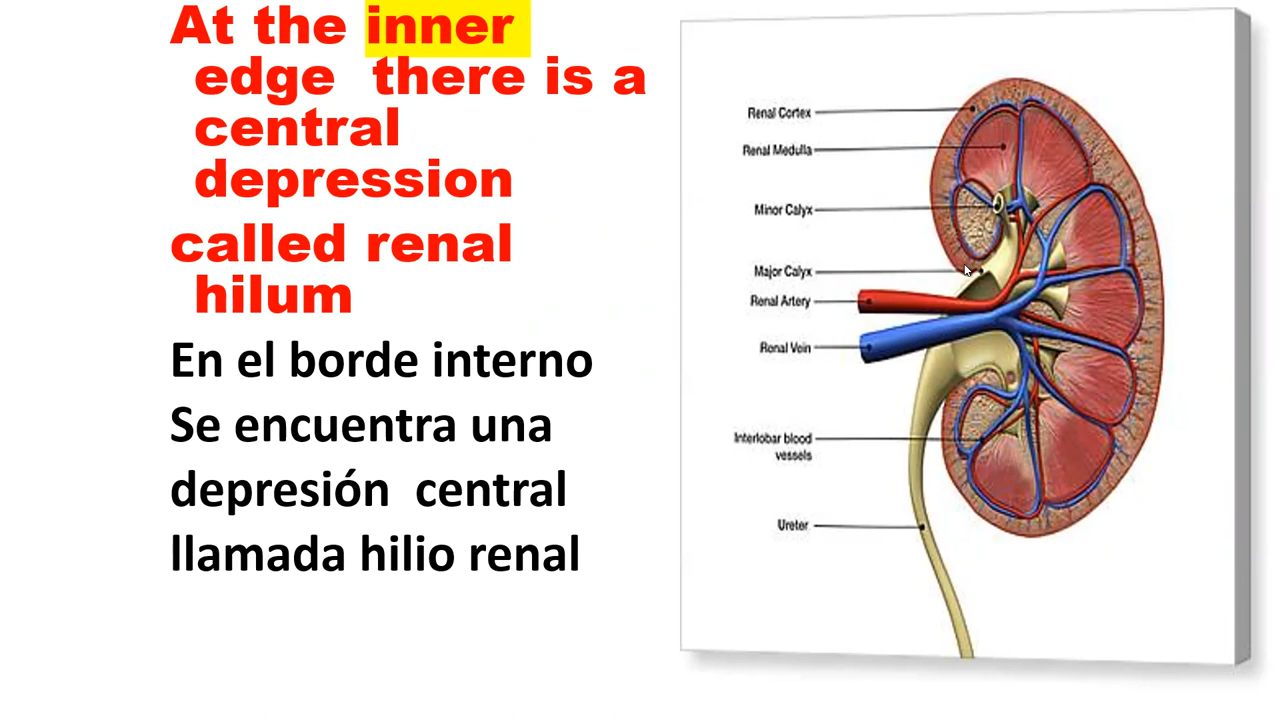 At the inner
edge there is a
central
depression
called renal
hilum
En el borde interno
Se encuentra una
depresión central
llamada hilio renal
Renal Cortex
Renal Medulla
Minor Calyx
Major Calyx
Renal Artery
Renal Vein
Interlobar blood
vessels
Ureter